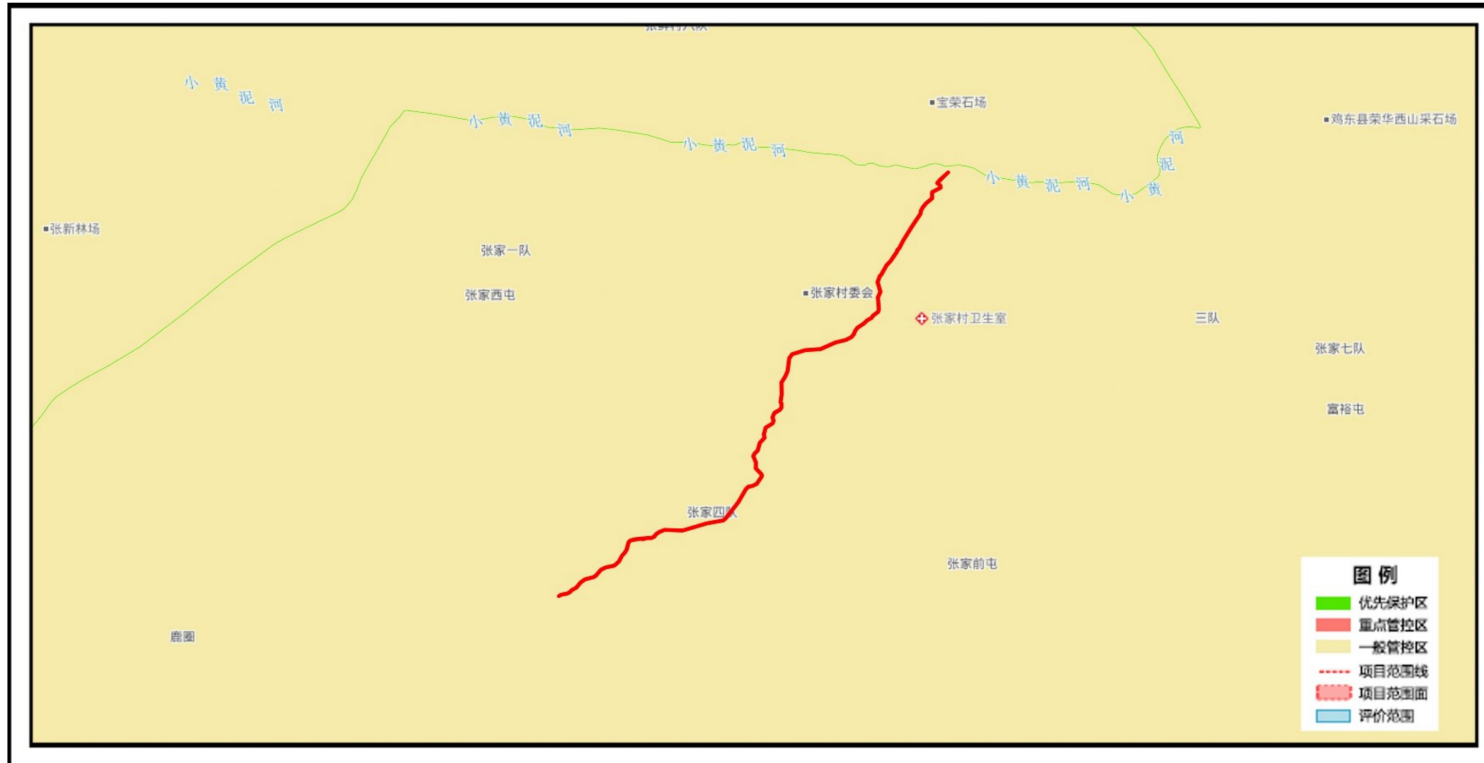 小黄泥河
宝荣石场
鸡东县荣华西山采石场
小黄泥河
小黄泥河
小黄泥河
小黄泥河
张新林场
张家一队
张家西屯
张家村委会
张家村卫生室
三队
张家七队
富裕屯
张家四队
张家前屯
鹿圈
图例
优先保护区
重点管控区
一般管控区
项目范围线
项目范围面
评价范围